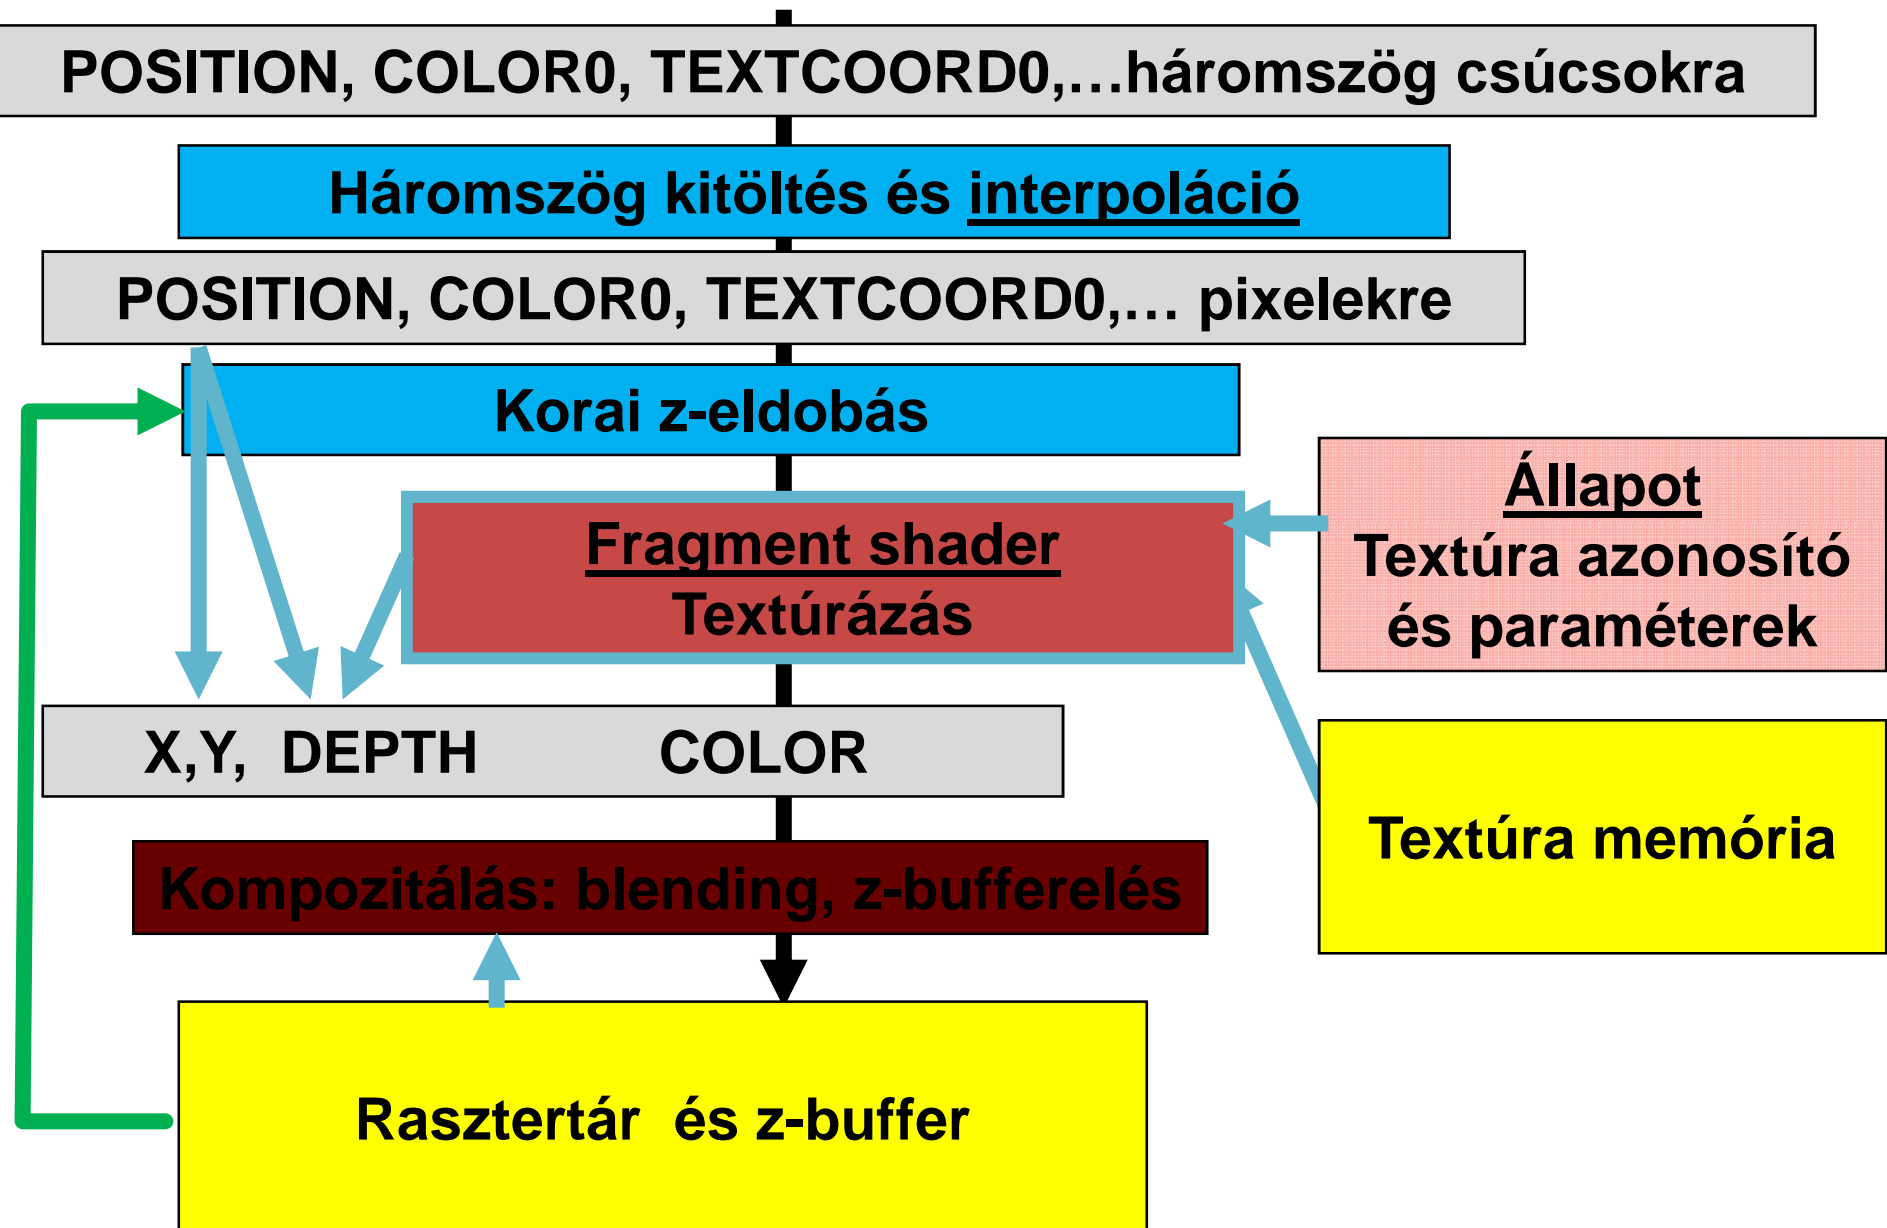 POSITION, COLOR0, TEXTCOORD0,…háromszög csúcsokra
Háromszög kitöltés és interpoláció
POSITION, COLOR0, TEXTCOORD0,… pixelekre
Korai z-eldobás
Fragment shader
Textúrázás
Állapot
Textúra azonosító
és paraméterek
X,Y, DEPTH COLOR
Textúra memória
Kompozitálás: blending, z-bufferelés
Rasztertár és z-buffer